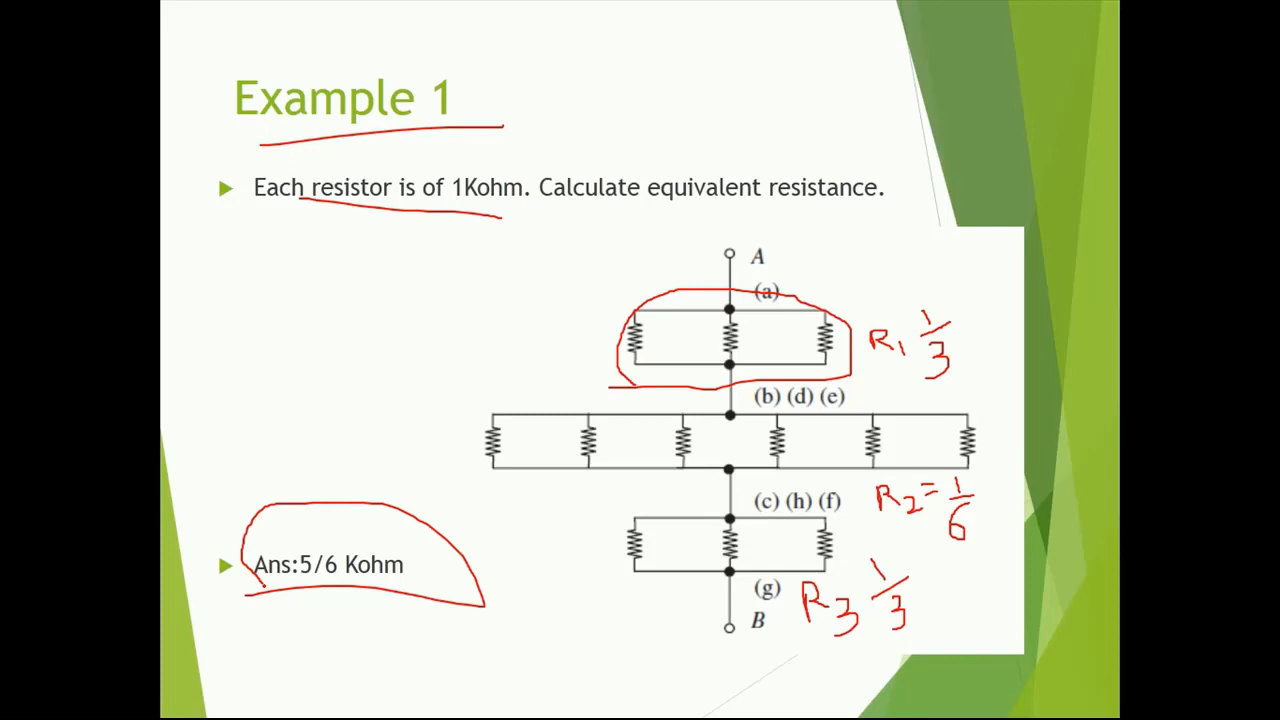 Example 1
Each resistor is of 1Kohm. Calculate equivalent resistance.
A
(a)
R1 1/3
(b) (d) (e)
R2 = 1/6
(c) (h) (f)
Ans:5/6 Kohm
(g)
R3 1/3
B